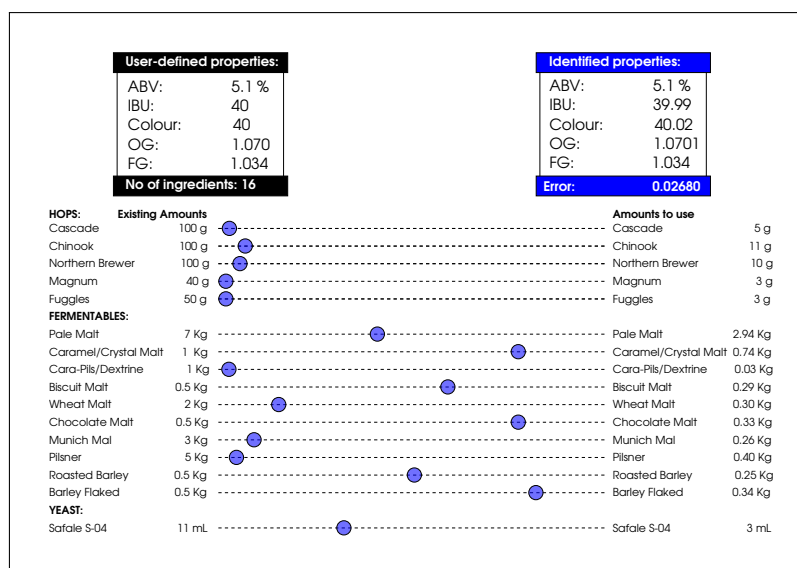 User-defined properties:
ABV: 5.1 %
IBU: 40
Colour: 40
OG: 1.070
FG: 1.034
No of ingredients: 16
Identified properties:
ABV: 5.1 %
IBU: 39.99
Colour: 40.02
OG: 1.0701
FG: 1.034
Error: 0.02680
HOPS: Existing Amounts Amounts to use
Cascade 100 g Cascade 5 g
Chinook 100 g Chinook 11 g
Northern Brewer 100 g Northern Brewer 10 g
Magnum 40 g Magnum 3 g
Fuggles 50 g Fuggles 3 g
FERMENTABLES:
Pale Malt 7 Kg Pale Malt 2.94 Kg
Caramel/Crystal Malt 1 Kg Caramel/Crystal Malt 0.74 Kg
Cara-Pils/Dextrine 1 Kg Cara-Pils/Dextrine 0.03 Kg
Biscuit Malt 0.5 Kg Biscuit Malt 0.29 Kg
Wheat Malt 2 Kg Wheat Malt 0.30 Kg
Chocolate Malt 0.5 Kg Chocolate Malt 0.33 Kg
Munich Mal 3 Kg Munich Mal 0.26 Kg
Pilsner 5 Kg Pilsner 0.40 Kg
Roasted Barley 0.5 Kg Roasted Barley 0.25 Kg
Barley Flaked 0.5 Kg Barley Flaked 0.34 Kg
YEAST:
Safale S-04 11 mL Safale S-04 3 mL